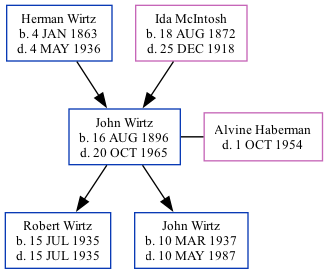 Herman Wirtz
b. 4 JAN 1863
d. 4 MAY 1936
Ida McIntosh
b. 18 AUG 1872
d. 25 DEC 1918
John Wirtz
b. 16 AUG 1896
d. 20 OCT 1965
Alvine Haberman
d. 1 OCT 1954
Robert Wirtz
b. 15 JUL 1935
d. 15 JUL 1935
John Wirtz
b. 10 MAR 1937
d. 10 MAY 1987